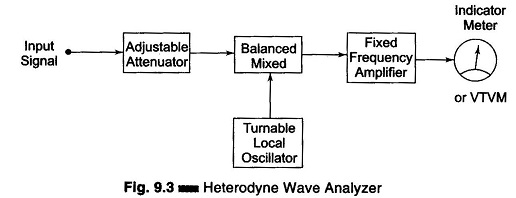 Indicator
Meter
Input
Signal
Adjustable
Attenuator
Balanced
Mixed
Fixed
Frequency
Amplifier
or VTVM
Turnable
Local
Oscillator
Fig. 9.3 Heterodyne Wave Analyzer